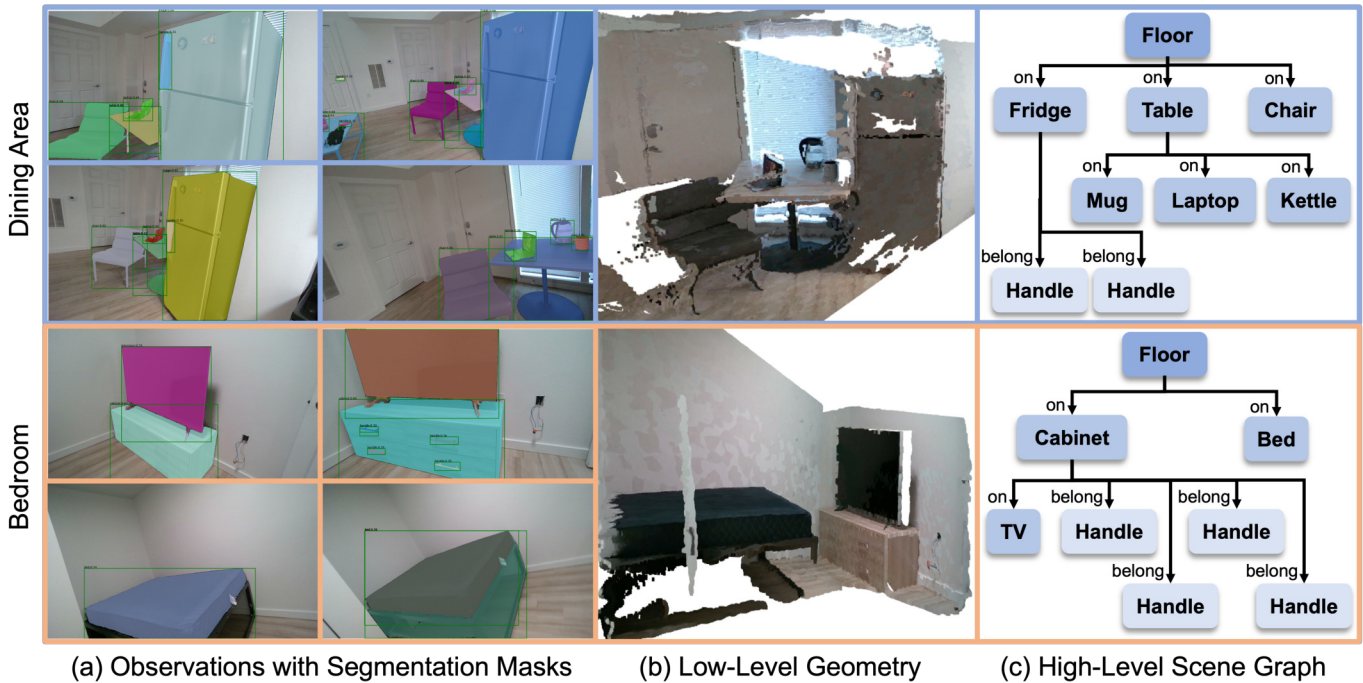 Dining Area
Floor
on on on
Fridge Table Chair
on on on
Mug Laptop Kettle
belong belong
Handle Handle
Bedroom
Floor
on on
Cabinet Bed
on belong belong
TV Handle Handle
belong belong
Handle Handle
(a) Observations with Segmentation Masks (b) Low-Level Geometry (c) High-Level Scene Graph